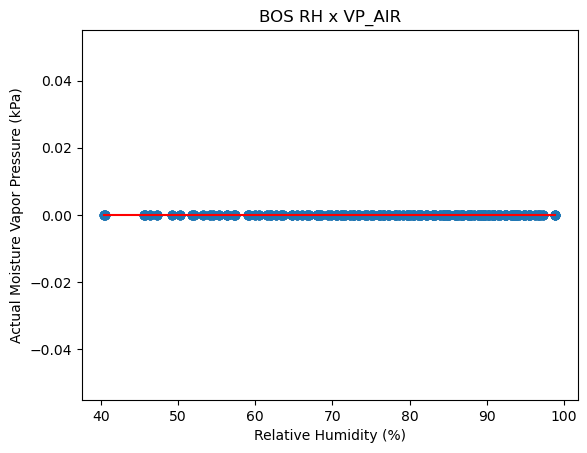 BOS RH x VP_AIR
Actual Moisture Vapor Pressure (kPa)
0.04
0.02
0.00
−0.02
−0.04
40 50 60 70 80 90 100
Relative Humidity (%)